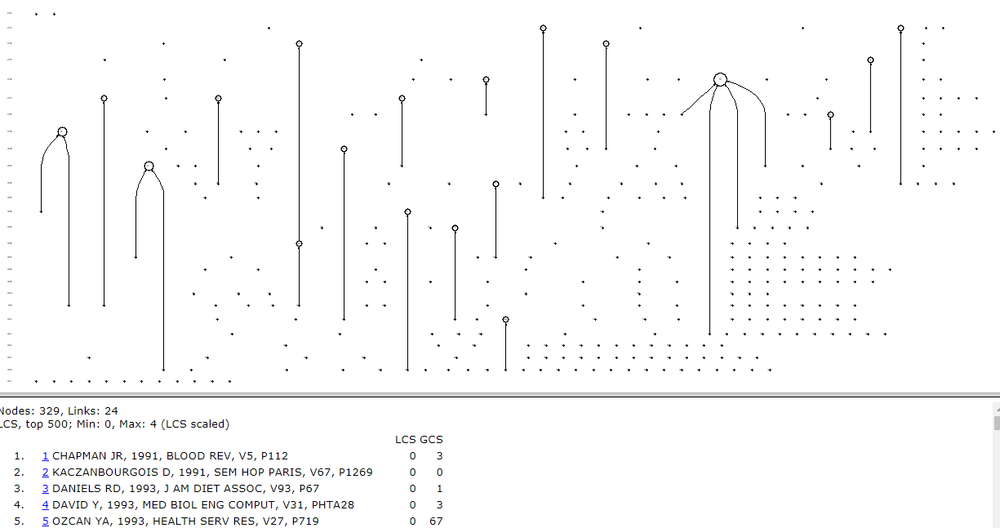 Nodes: 329, Links: 24
LCS, top 500; Min: 0, Max: 4 (LCS scaled)
LCS GCS
1. 1 CHAPMAN JR, 1991, BLOOD REV, V5, P112 0 3
2. 2 KACZANBOURGOIS D, 1991, SEM HOP PARIS, V67, P1269 0 0
3. 3 DANIELS RD, 1993, J AM DIET ASSOC, V93, P67 0 1
4. 4 DAVID Y, 1993, MED BIOL ENG COMPUT, V31, PHTA28 0 3
5. 5 OZCAN YA, 1993, HEALTH SERV RES, V27, P719 0 67